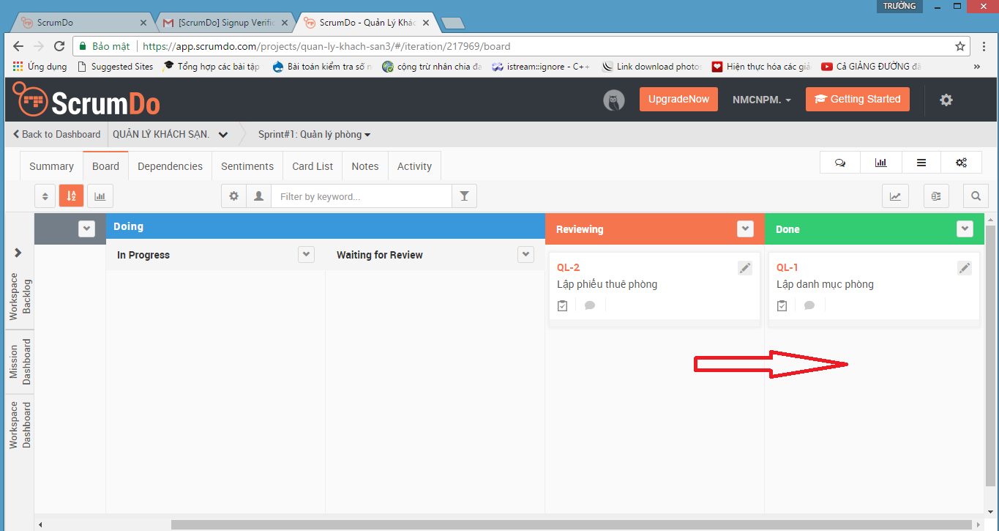 TRƯỜNG
ScrumDo
[ScrumDo] Signup Verific
ScrumDo - Quản Lý Khác
Bảo mật
https://app.scrumdo.com/projects/quan-ly-khach-san3/#/iteration/217969/board
Ứng dụng
Suggested Sites
Tổng hợp các bài tập
Bài toán kiểm tra số n
cộng trừ nhân chia đa
istream::ignore - C++
Link download photos
Hiện thực hóa các giả
Cả GIẢNG ĐƯỜNG đã
»
ScrumDo
UpgradeNow
NMCNPM.
Getting Started
Back to Dashboard
QUẢN LÝ KHÁCH SẠN.
Sprint#1: Quản lý phòng
Summary
Board
Dependencies
Sentiments
Card List
Notes
Activity
Filter by keyword...
Doing
Reviewing
Done
In Progress
Waiting for Review
QL-2
Lập phiếu thuê phòng
QL-1
Lập danh mục phòng
Workspace
Backlog
Mission
Dashboard
Workspace
Dashboard